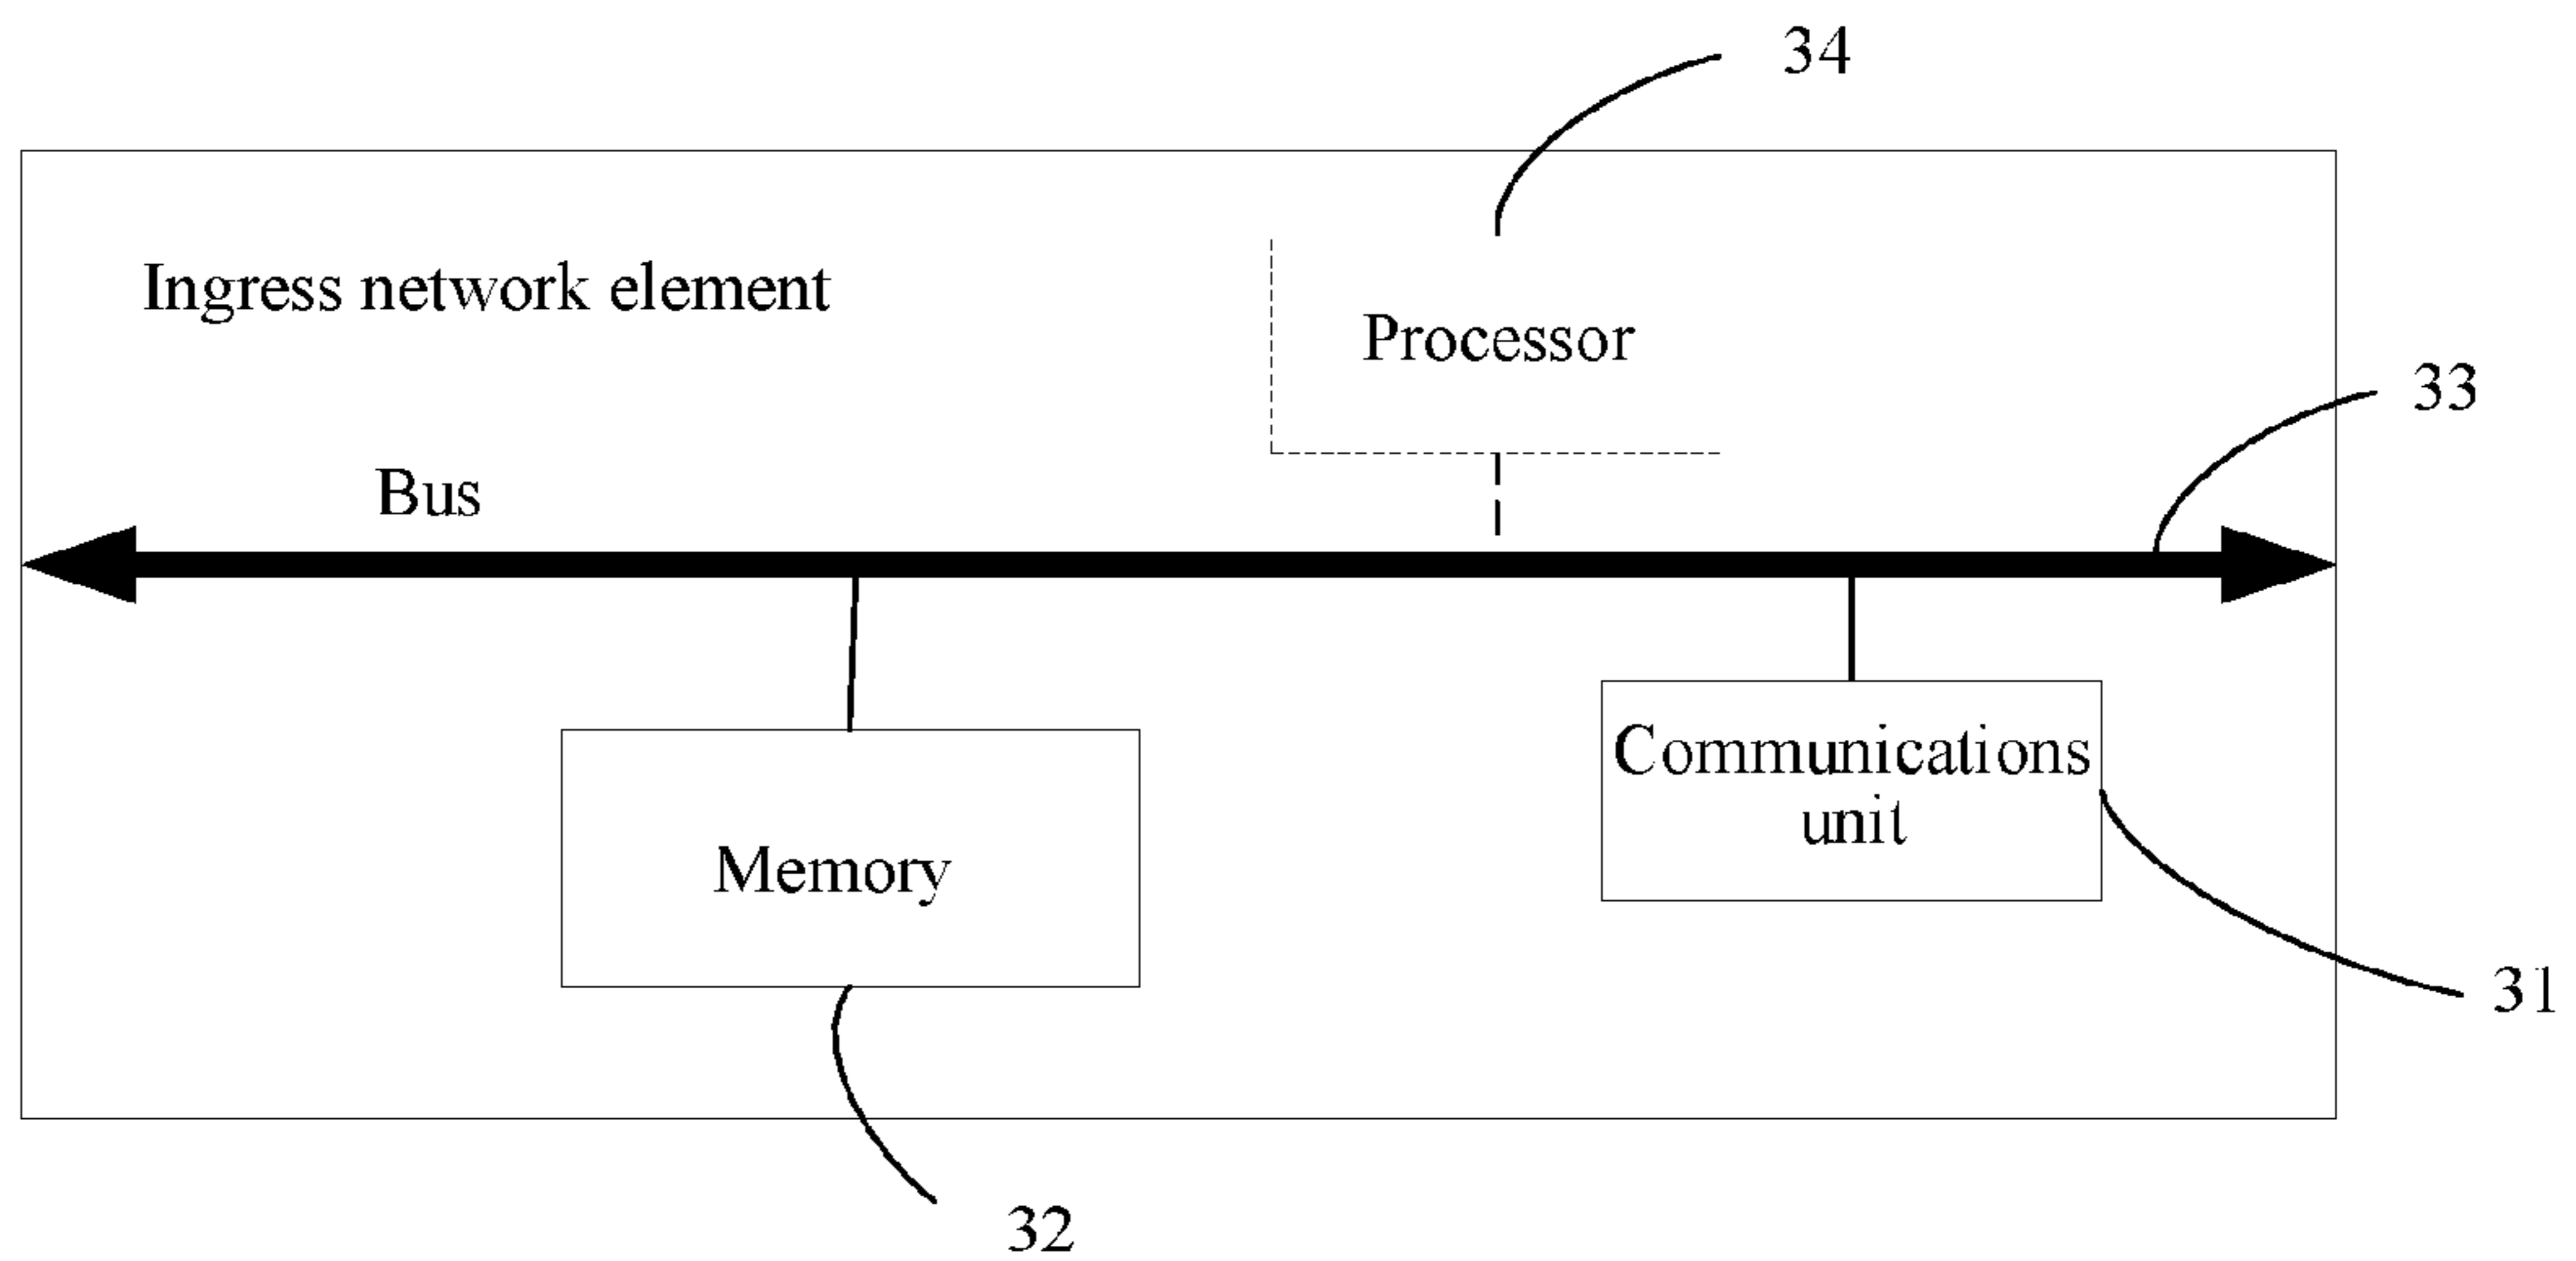 34
Ingress network element
Processor
33
Bus
Communications
unit
Memory
31
32